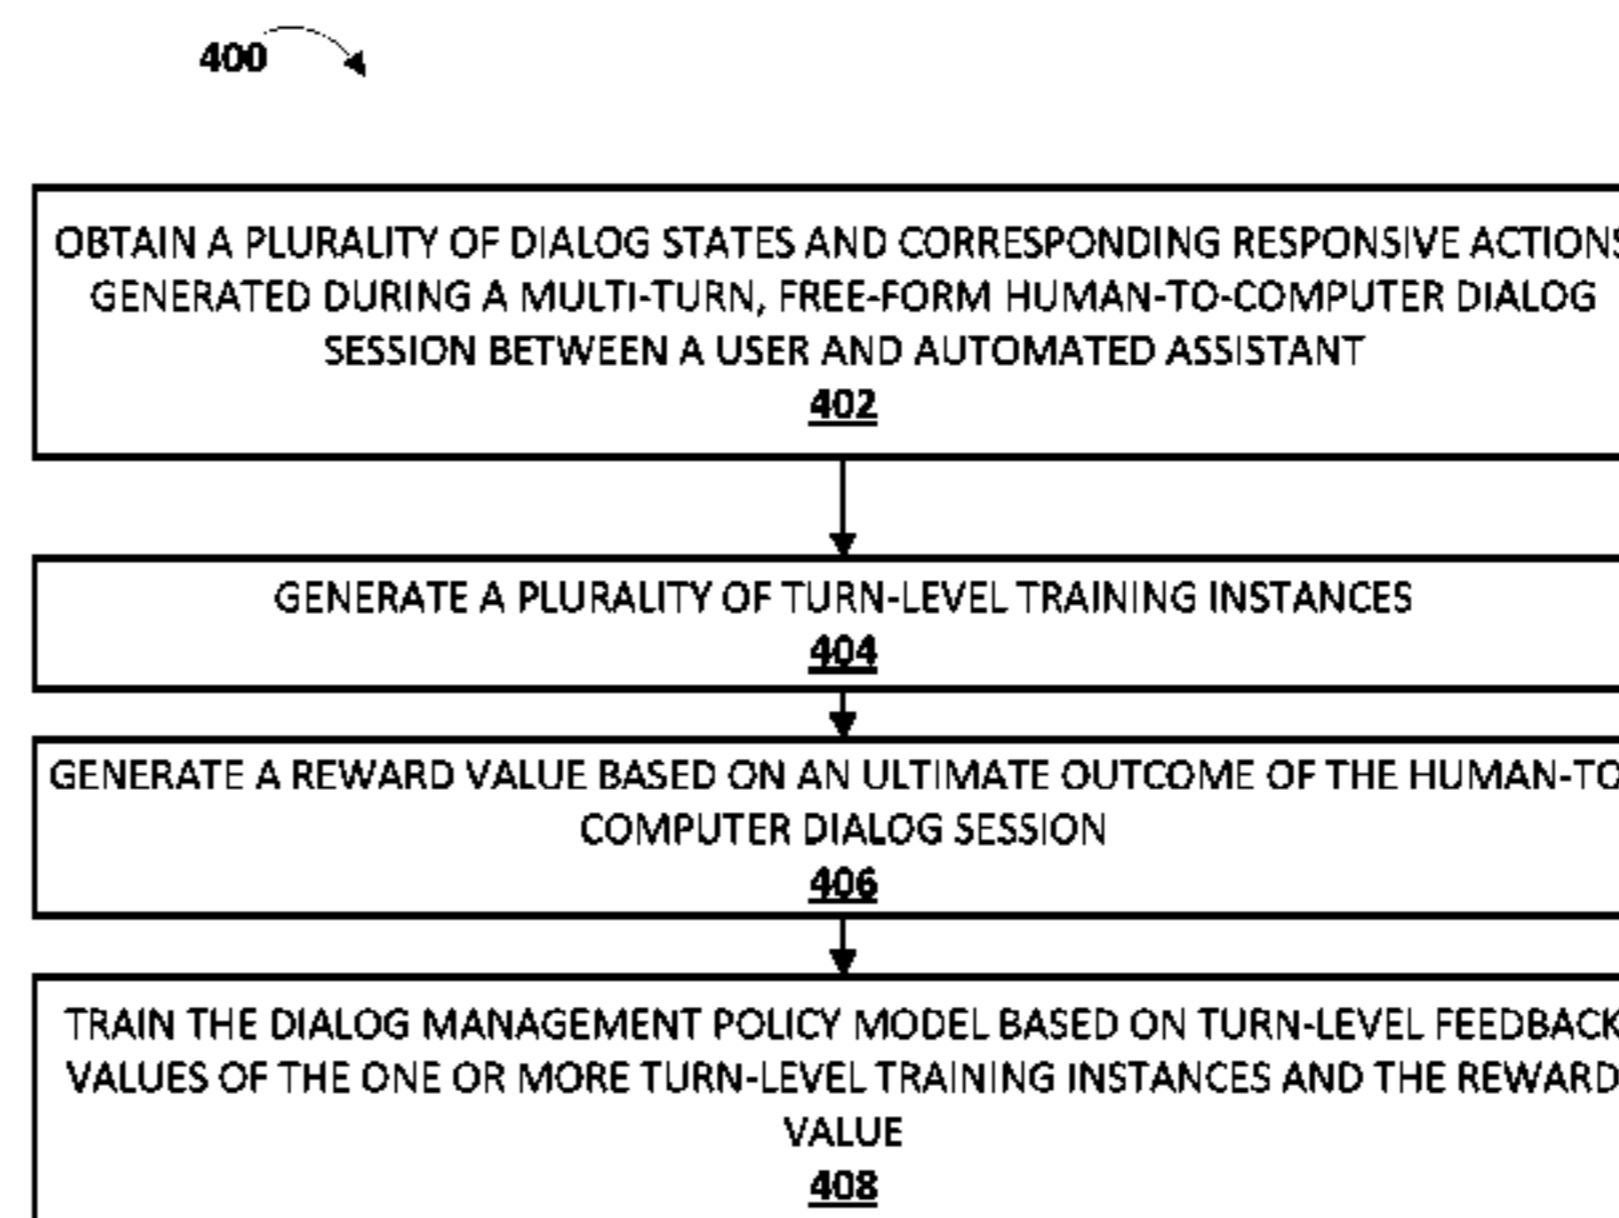 400
OBTAIN A PLURALITY OF DIALOG STATES AND CORRESPONDING RESPONSIVE ACTIONS
GENERATED DURING A MULTI-TURN, FREE-FORM HUMAN-TO-COMPUTER DIALOG
SESSION BETWEEN A USER AND AUTOMATED ASSISTANT
402
GENERATE A PLURALITY OF TURN-LEVEL TRAINING INSTANCES
404
GENERATE A REWARD VALUE BASED ON AN ULTIMATE OUTCOME OF THE HUMAN-TO
COMPUTER DIALOG SESSION
406
TRAIN THE DIALOG MANAGEMENT POLICY MODEL BASED ON TURN-LEVEL FEEDBACK
VALUES OF THE ONE OR MORE TURN-LEVEL TRAINING INSTANCES AND THE REWARD
VALUE
408